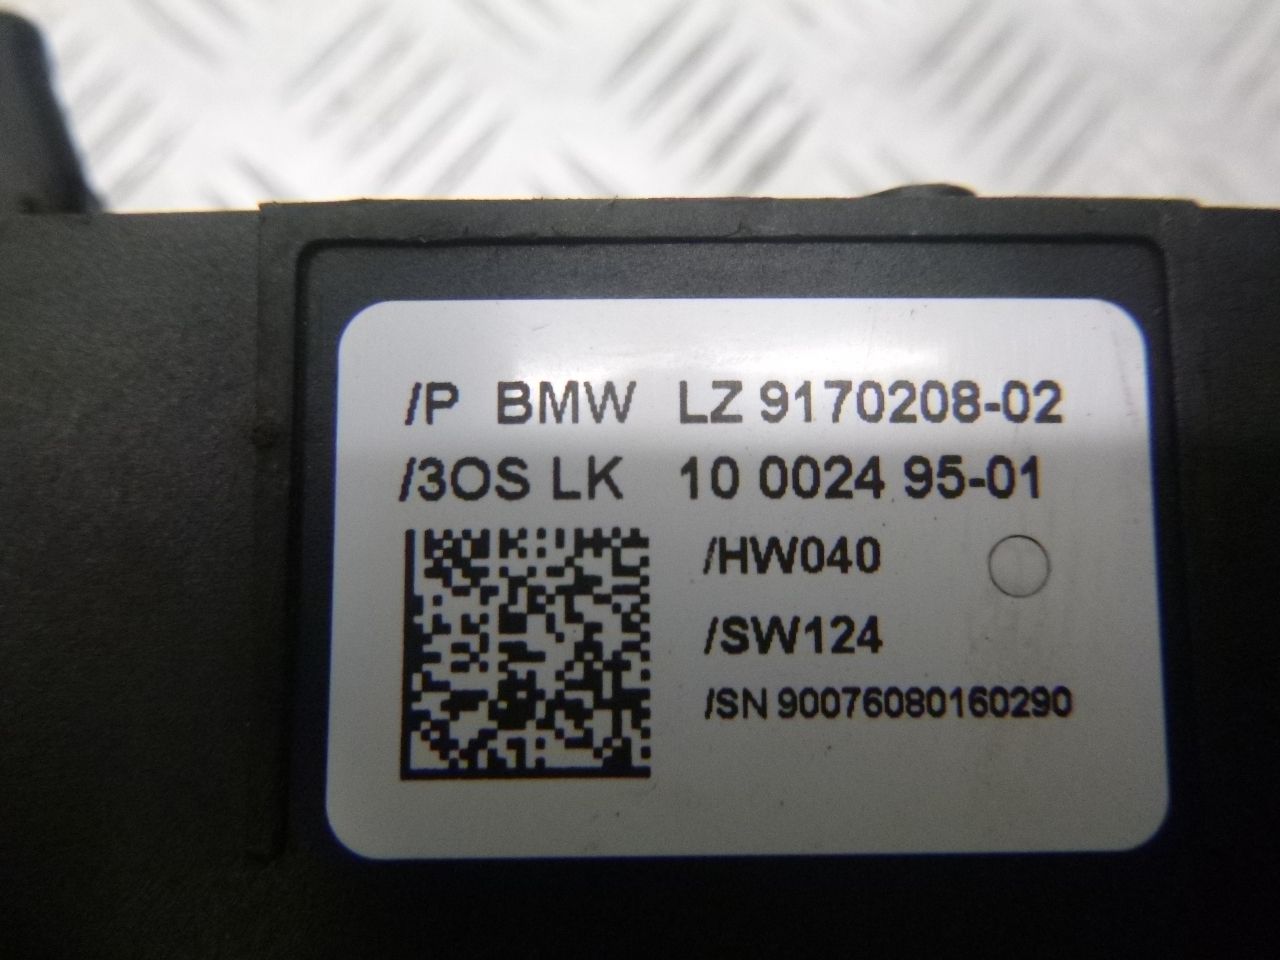 /P BMW LZ 9170208-02
/3OS LK 10 0024 95-01
/HW040
/SW124
/SN 90076080160290